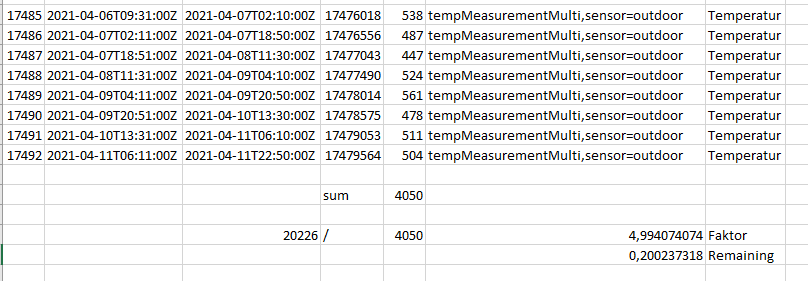 17485 2021-04-06T09:31:00Z 2021-04-07T02:10:00Z 17476018 538 tempMeasurementMulti,sensor=outdoor Temperatur
17486 2021-04-07T02:11:00Z 2021-04-07T18:50:00Z 17476556 487 tempMeasurementMulti,sensor=outdoor Temperatur
17487 2021-04-07T18:51:00Z 2021-04-08T11:30:00Z 17477043 447 tempMeasurementMulti,sensor=outdoor Temperatur
17488 2021-04-08T11:31:00Z 2021-04-09T04:10:00Z 17477490 524 tempMeasurementMulti,sensor=outdoor Temperatur
17489 2021-04-09T04:11:00Z 2021-04-09T20:50:00Z 17478014 561 tempMeasurementMulti,sensor=outdoor Temperatur
17490 2021-04-09T20:51:00Z 2021-04-10T13:30:00Z 17478575 478 tempMeasurementMulti,sensor=outdoor Temperatur
17491 2021-04-10T13:31:00Z 2021-04-11T06:10:00Z 17479053 511 tempMeasurementMulti,sensor=outdoor Temperatur
17492 2021-04-11T06:11:00Z 2021-04-11T22:50:00Z 17479564 504 tempMeasurementMulti,sensor=outdoor Temperatur
sum 4050
20226 / 4050 4,994074074 Faktor
0,200237318 Remaining